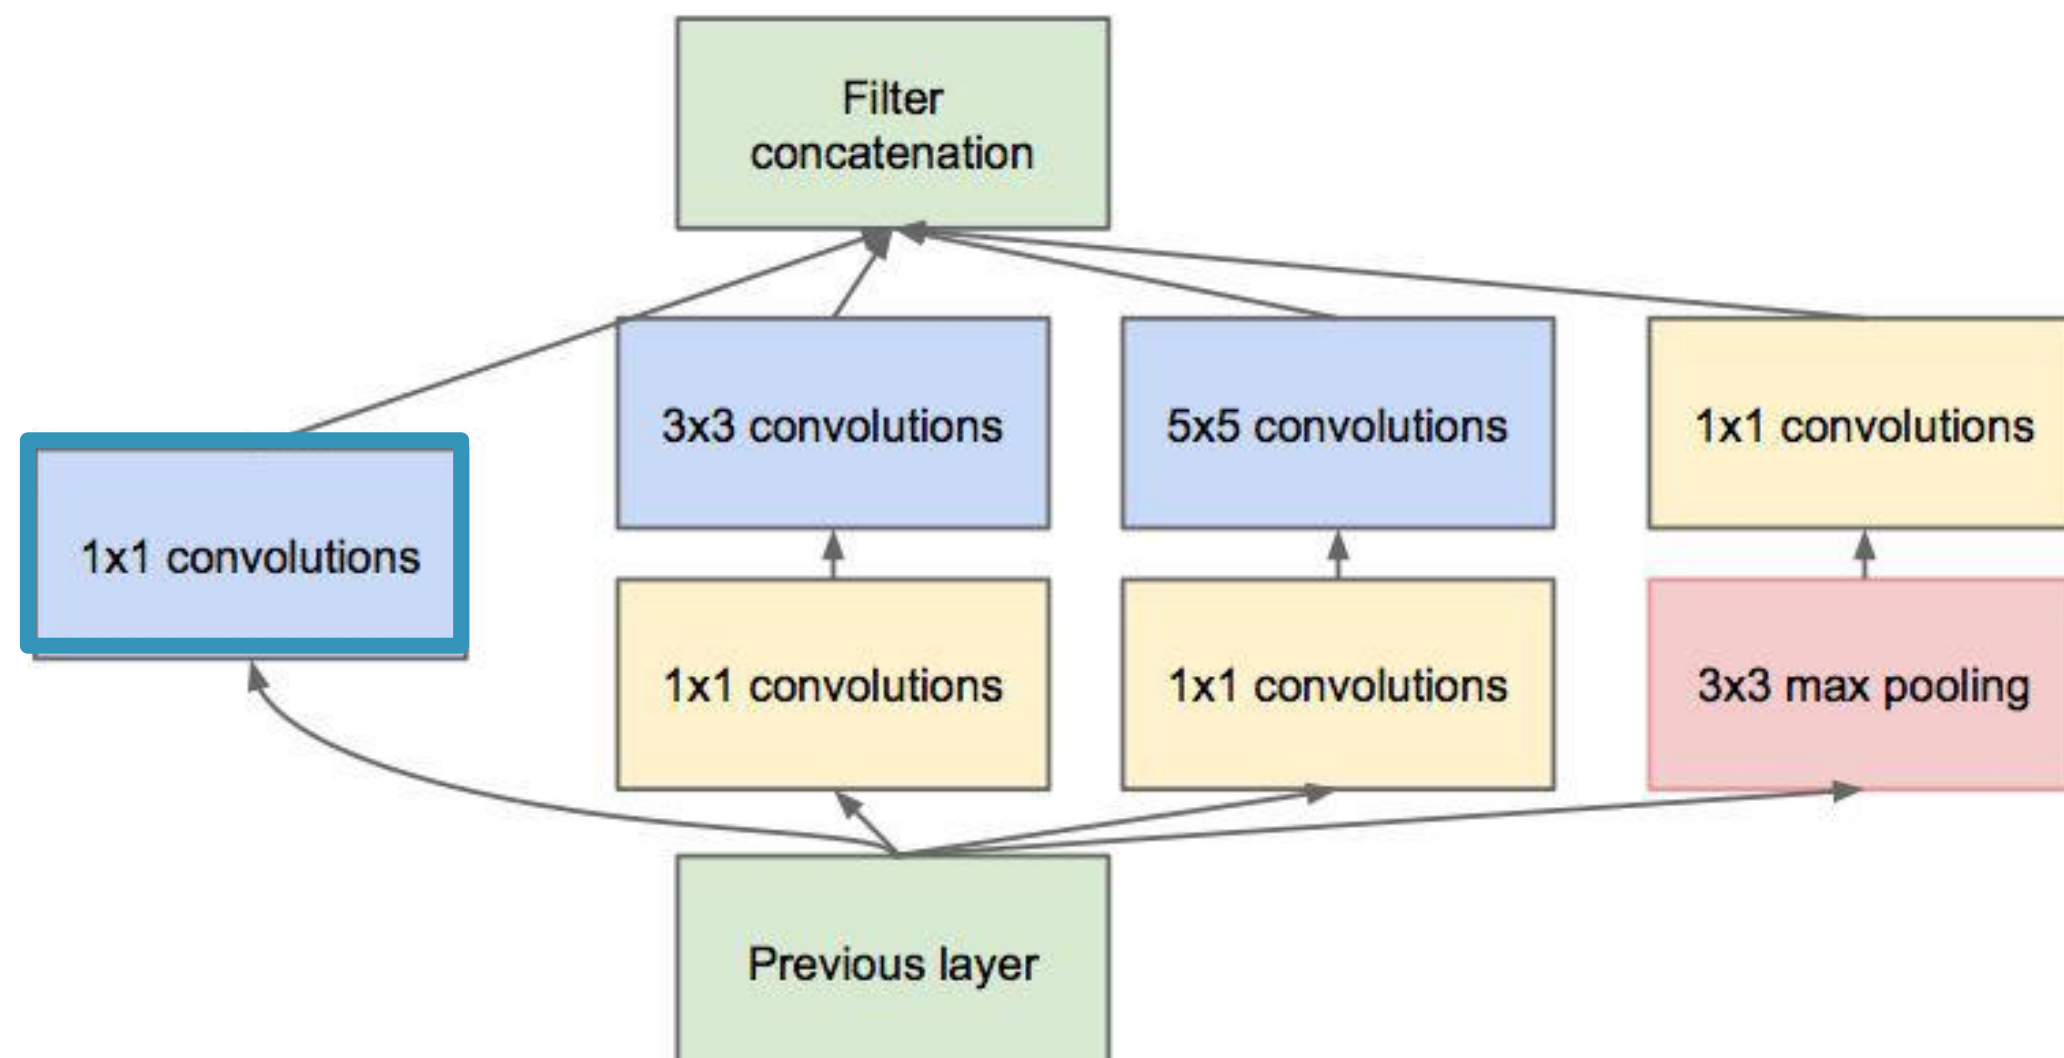 Filter
concatenation
3x3 convolutions
5x5 convolutions
1x1 convolutions
1x1 convolutions
1x1 convolutions
1x1 convolutions
3x3 max pooling
Previous layer